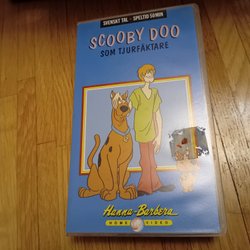 SVENSKT TAL · SPELTID 50 MIN
SCOOBY DOO
SOM TJURFÄKTARE
Hanna-Barbera
HOME VIDEO